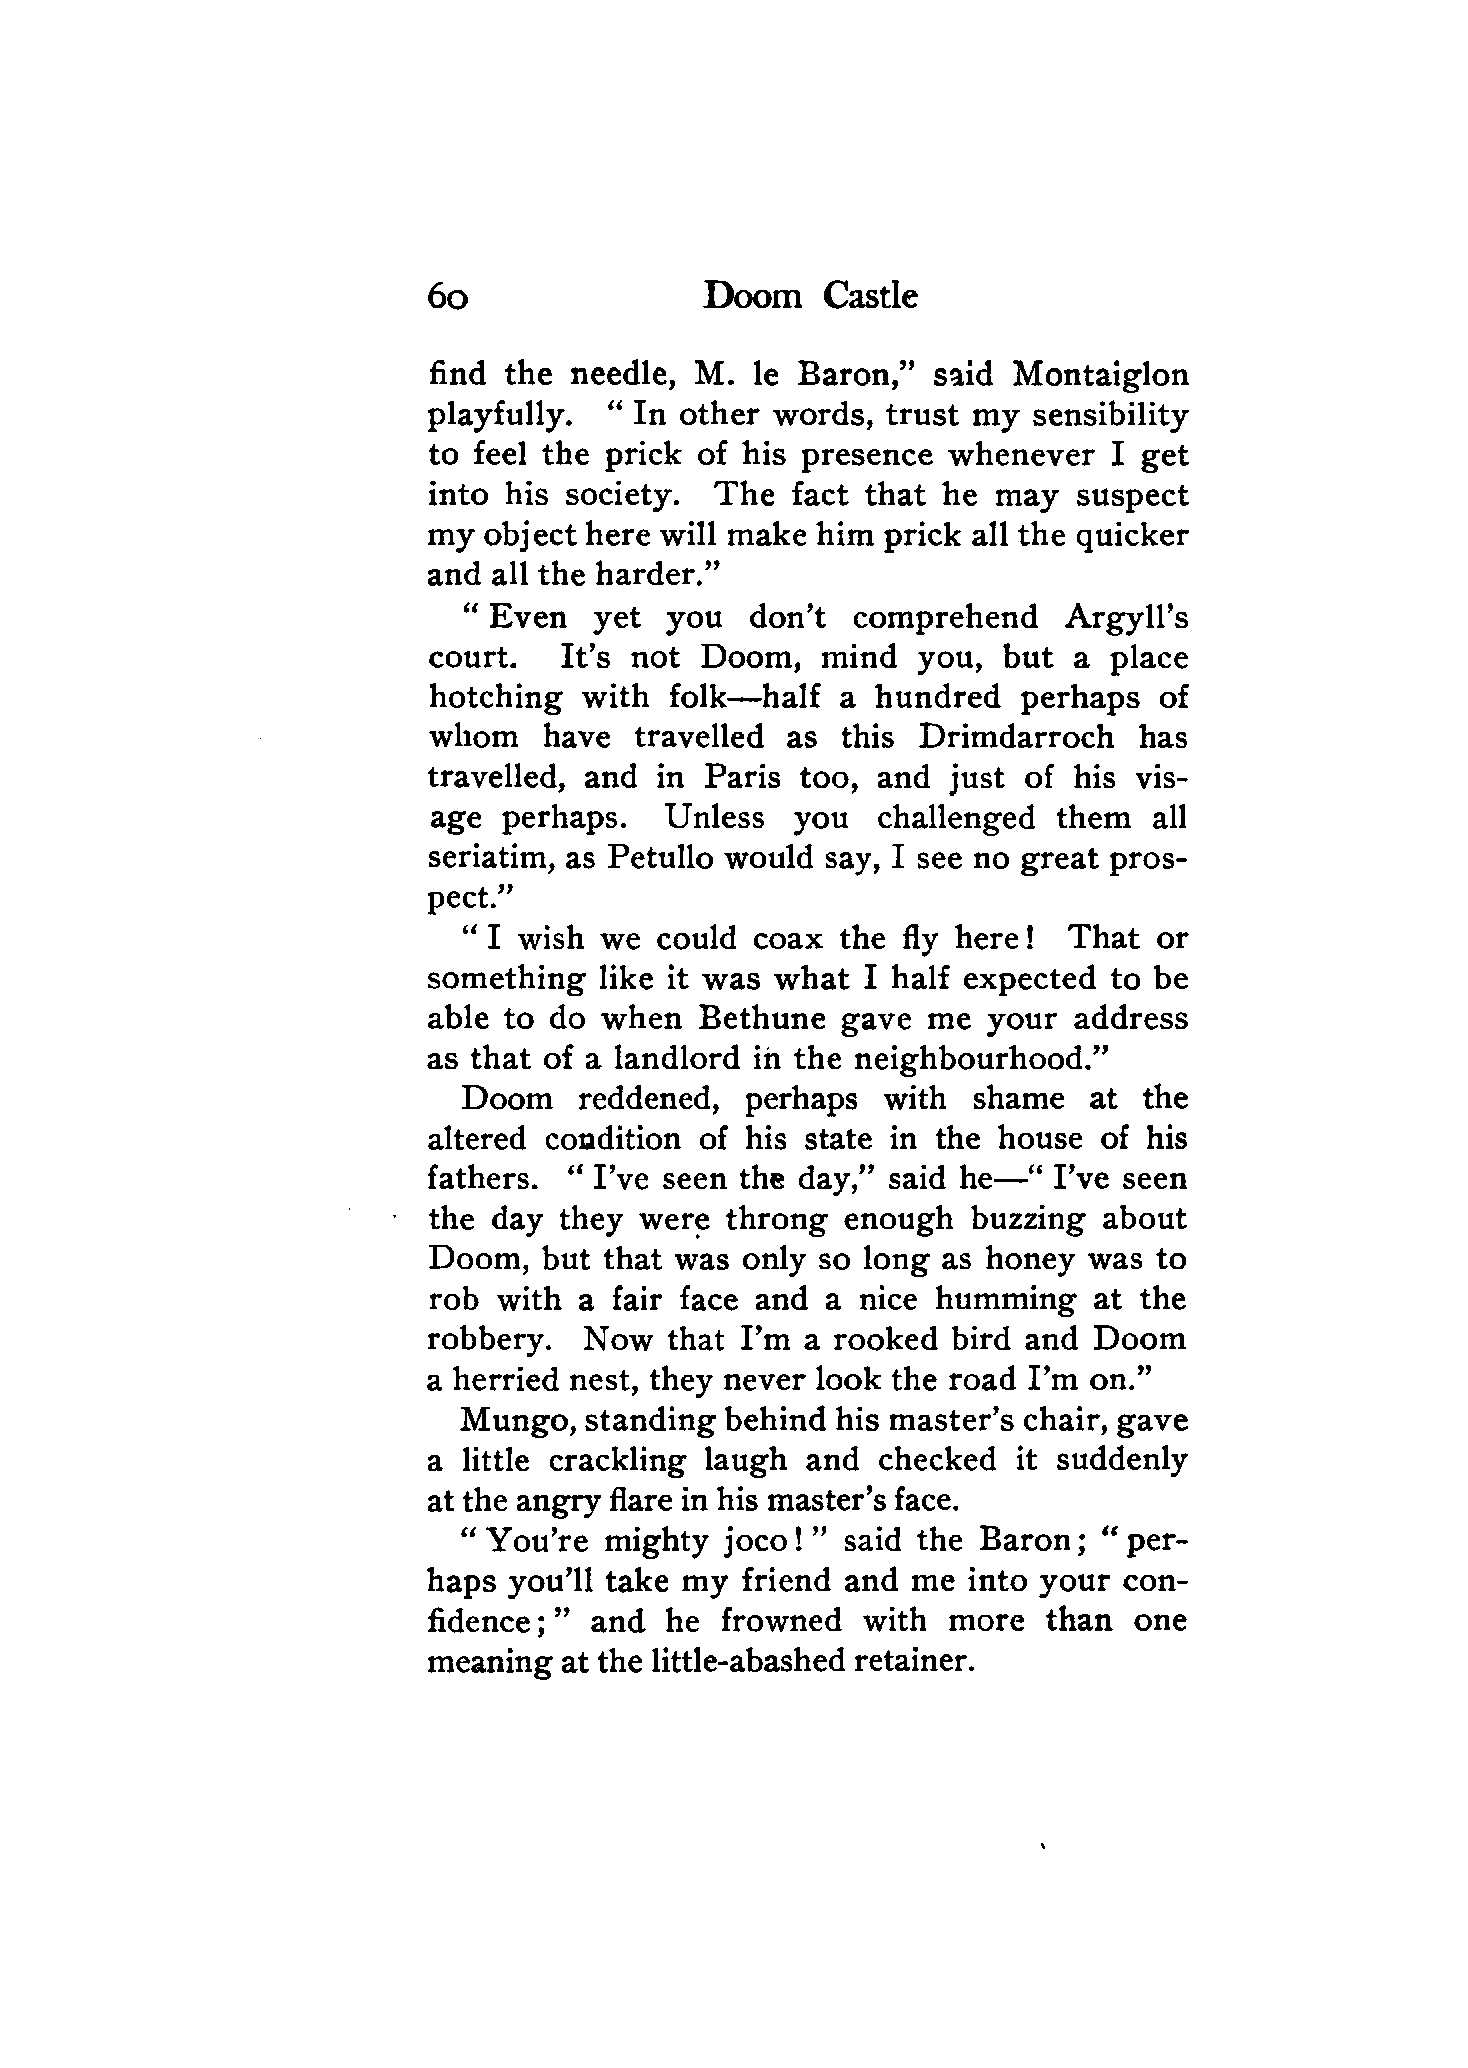 60 Doom Castle
find the needle, M. le Baron,” said Montaiglon
playfully. “ In other words, trust my sensibility
to feel the prick of his presence whenever I get
into his society. The fact that he may suspect
my object here will make him prick all the quicker
and all the harder.”
“ Even yet you don't comprehend Argyll's
court. It's not Doom, mind you, but a place
hotching with folk—half a hundred perhaps of
whom have travelled as this Drimdarroch has
travelled, and in Paris too, and just of his vis-
age perhaps. Unless you challenged them all
seriatim, as Petullo would say, I see no great pros-
pect.”
“ I wish we could coax the fly here! That or
something like it was what I half expected to be
able to do when Bethune gave me your address
as that of a landlord in the neighbourhood.”
Doom reddened, perhaps with shame at the
altered condition of his state in the house of his
fathers. “ I've seen the day,” said he—“ I've seen
the day they were throng enough buzzing about
Doom, but that was only so long as honey was to
rob with a fair face and a nice humming at the
robbery. Now that I'm a rooked bird and Doom
a herried nest, they never look the road I'm on.”
Mungo, standing behind his master's chair, gave
a little crackling laugh and checked it suddenly
at the angry flare in his master's face.
“ You're mighty joco! ” said the Baron; “ per-
haps you'll take my friend and me into your con-
fidence; ” and he frowned with more than one
meaning at the little-abashed retainer.